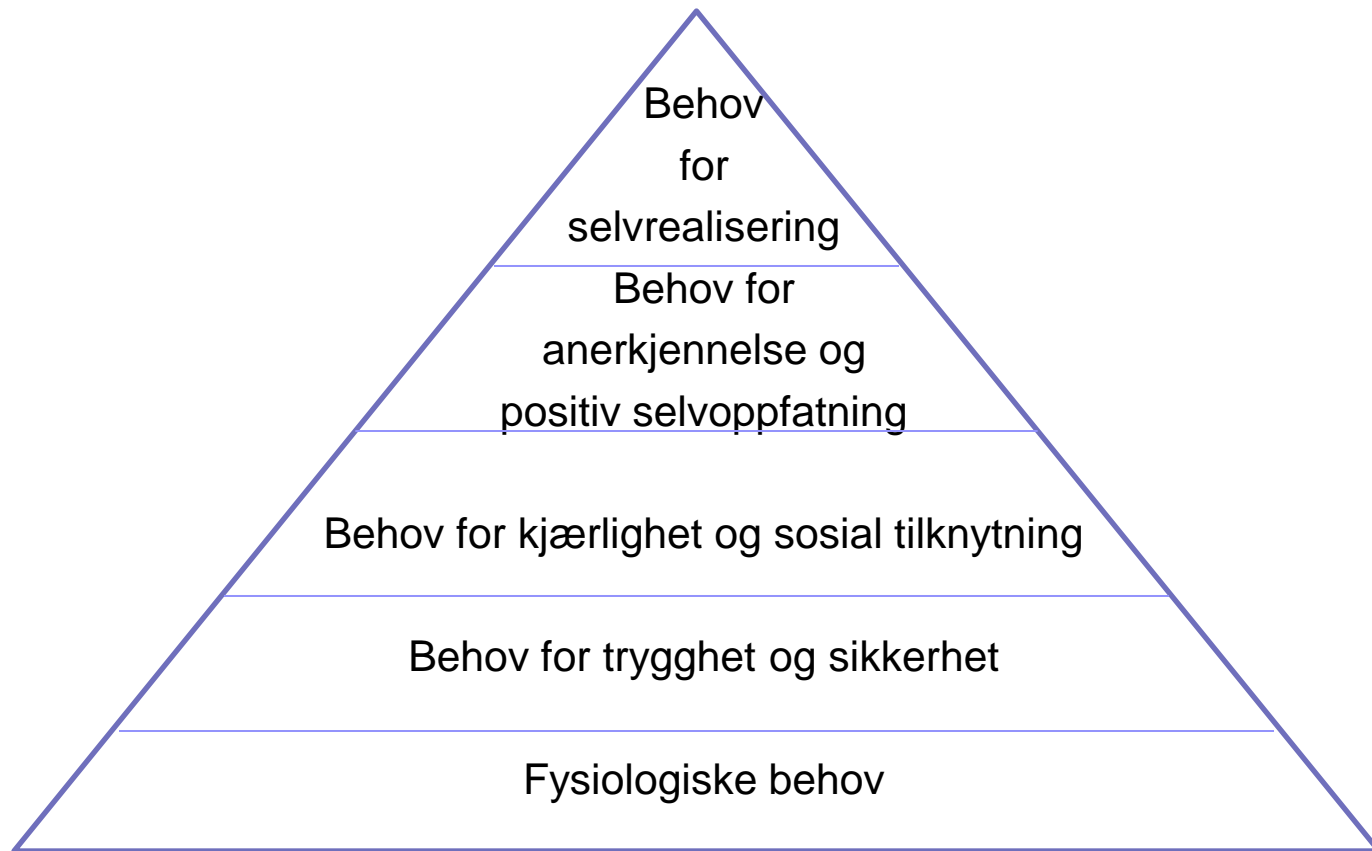 Behov
for
selvrealisering
Behov for
anerkjennelse og
positiv selvoppfatning
Behov for kjærlighet og sosial tilknytning
Behov for trygghet og sikkerhet
Fysiologiske behov